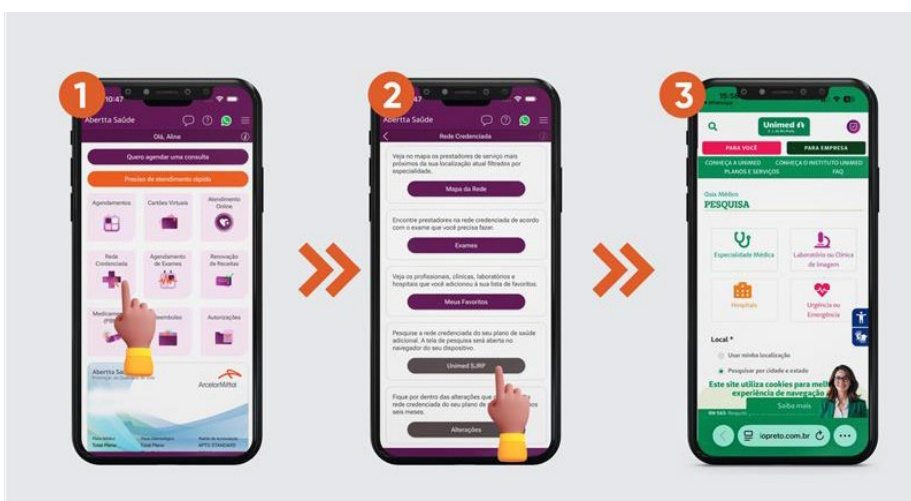 1
10:47
Abertta Saúde
Olá, Aline
Quero agendar uma consulta
Preciso de atendimento rápido
Agendamentos
Cartões Virtuais
Atendimento
Online
Rede
Credenciada
Agendamento
de Exames
Renovação
de Receitas
Autorizações
ArcelorMittal
Total Pleno
Total Pleno
2
47
Abertta Saúde
Rede Credenciada
Veja no mapa os prestadores de serviço mais
próximos da sua localização atual filtrados por
especialidade.
Mapa da Rede
Encontre prestadores na rede credenciada de acordo
com o exame que você precisa fazer.
Exames
Veja os profissionais, clínicas, laboratórios e
hospitais que você adicionou à sua lista de favoritos.
Meus Favoritos
Pesquise a rede credenciada do seu plano de saúde
adicional. A tela de pesquisa será aberta no
navegador do seu dispositivo.
Unimed SJRP
Fique por dentro das alterações
rede credenciada do seu plano de
seis meses.
Alterações
3
Unimed
PARA VOCÊ
PARA EMPRESA
CONHEÇA A UNIMED
CONHEÇA O INSTITUTO UNIMED
PLANOS E SERVIÇOS
FAQ
Guia Médico
PESQUISA
Especialidade Médica
Laboratório ou Clínica
de Imagem
Hospitais
Urgência ou
Emergência
Local *
Usar minha localização
Pesquisar por cidade e estado
Este site utiliza cookies para
experiência de navegação
Saiba mais
iopreto.com.br